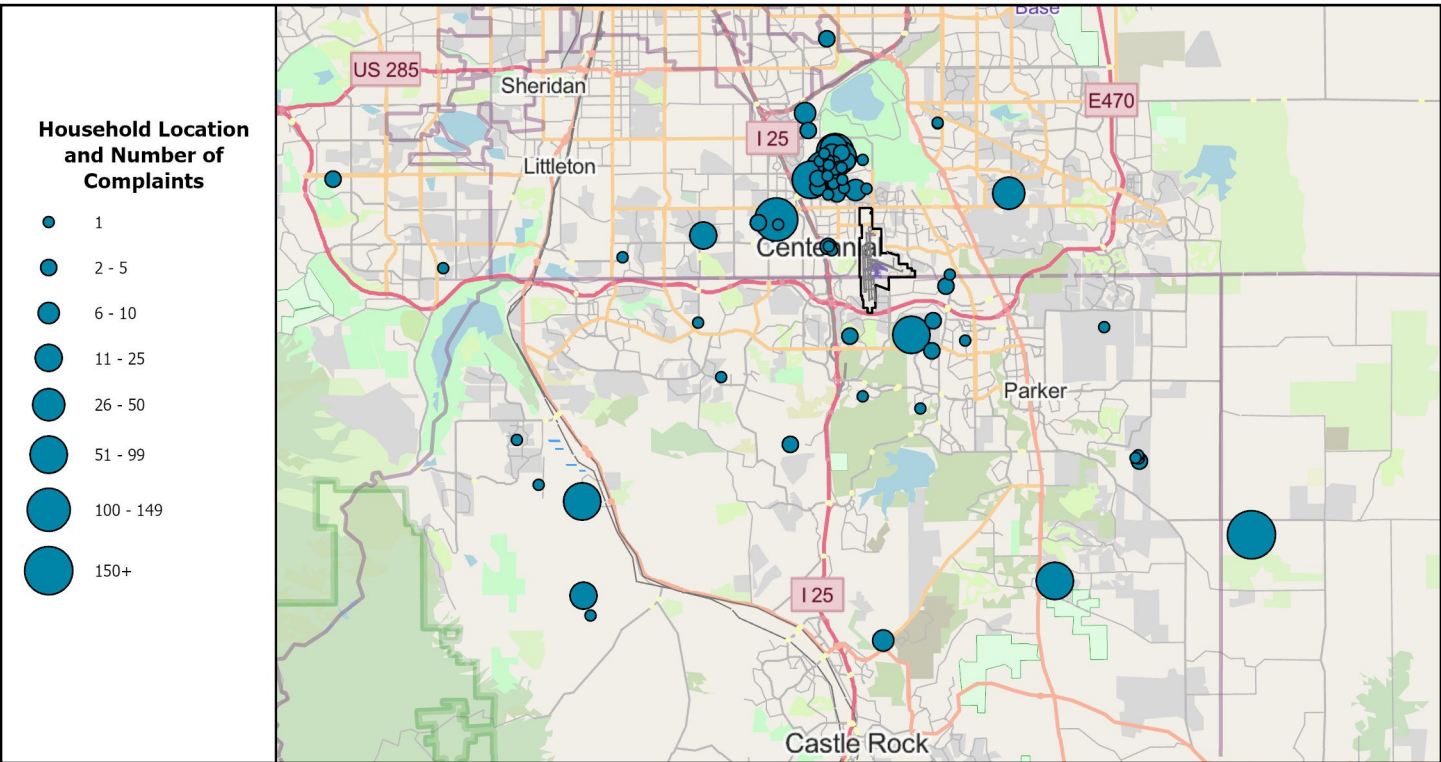 Household Location
and Number of
Complaints
1
2 - 5
6 - 10
11 - 25
26 - 50
51 - 99
100 - 149
150+
Base
US 285
Sheridan
E470
I 25
Littleton
Centennial
Parker
I 25
Castle Rock